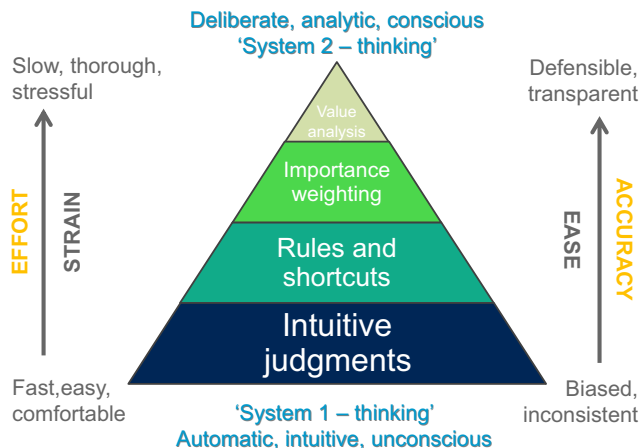 Deliberate, analytic, conscious
‘System 2 – thinking’
Slow, thorough,
stressful
Defensible,
transparent
Value
analysis
Importance
weighting
EFFORT
STRAIN
EASE
ACCURACY
Rules and
shortcuts
Intuitive
judgments
Fast,easy,
comfortable
Biased,
inconsistent
‘System 1 – thinking’
Automatic, intuitive, unconscious